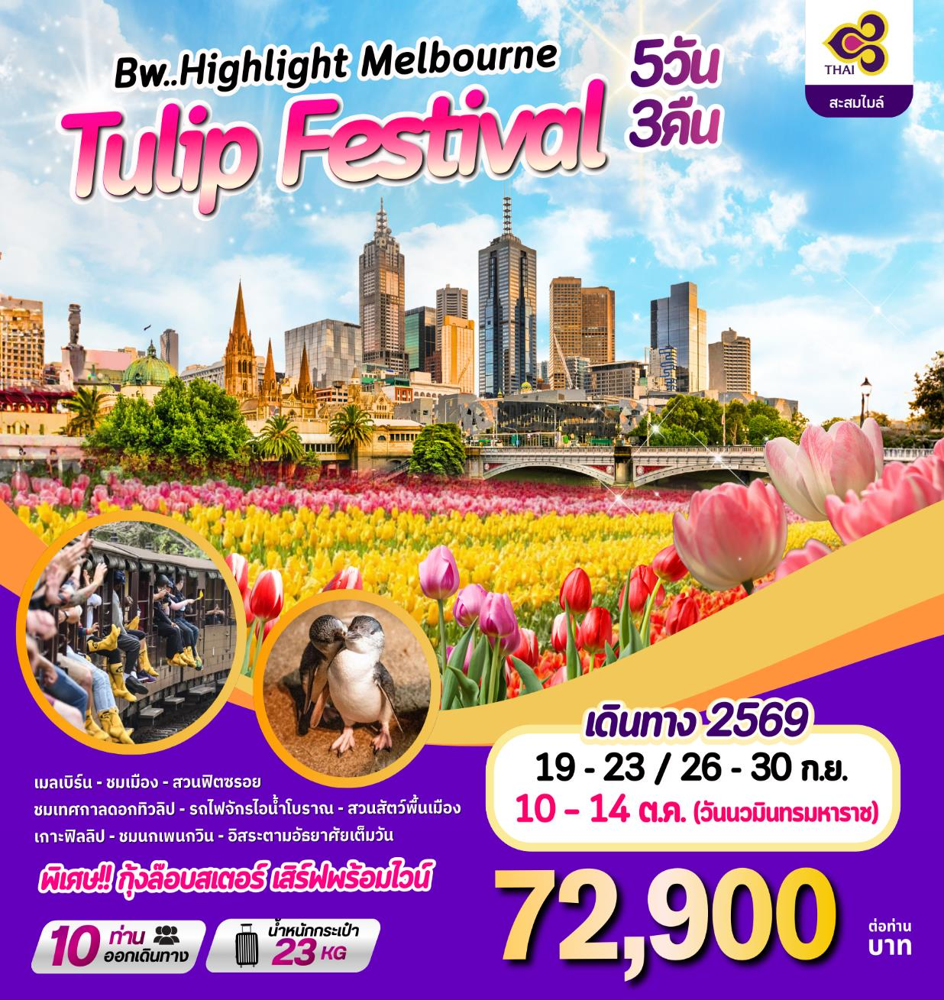 Bw..Highlight Melbourne
Tulip Festival
5วัน
3คืน
THAI
สะสมไมล์
เดินทาง 2569
19 - 23 / 26 - 30 ก.ย.
10 - 14 ต.ค. (วันนวมินทรมหาราช)
เมลเบิร์น - ชมเมือง - สวนฟิตซรอย
ชมเทศกาลดอกทิวลิป - รถไฟจักรไอน้ำโบราณ - สวนสัตว์พื้นเมือง
เกาะฟิลลิป - ชมนกเพนกวิน - อิสระตามอัธยาศัยเต็มวัน
พิเศษ!! กุ้งล๊อบสเตอร์ เสิร์ฟพร้อมไวน์
10 ท่าน
ออกเดินทาง
น้ำหนักกระเป๋า
23 KG
72,900
ต่อท่าน
บาท